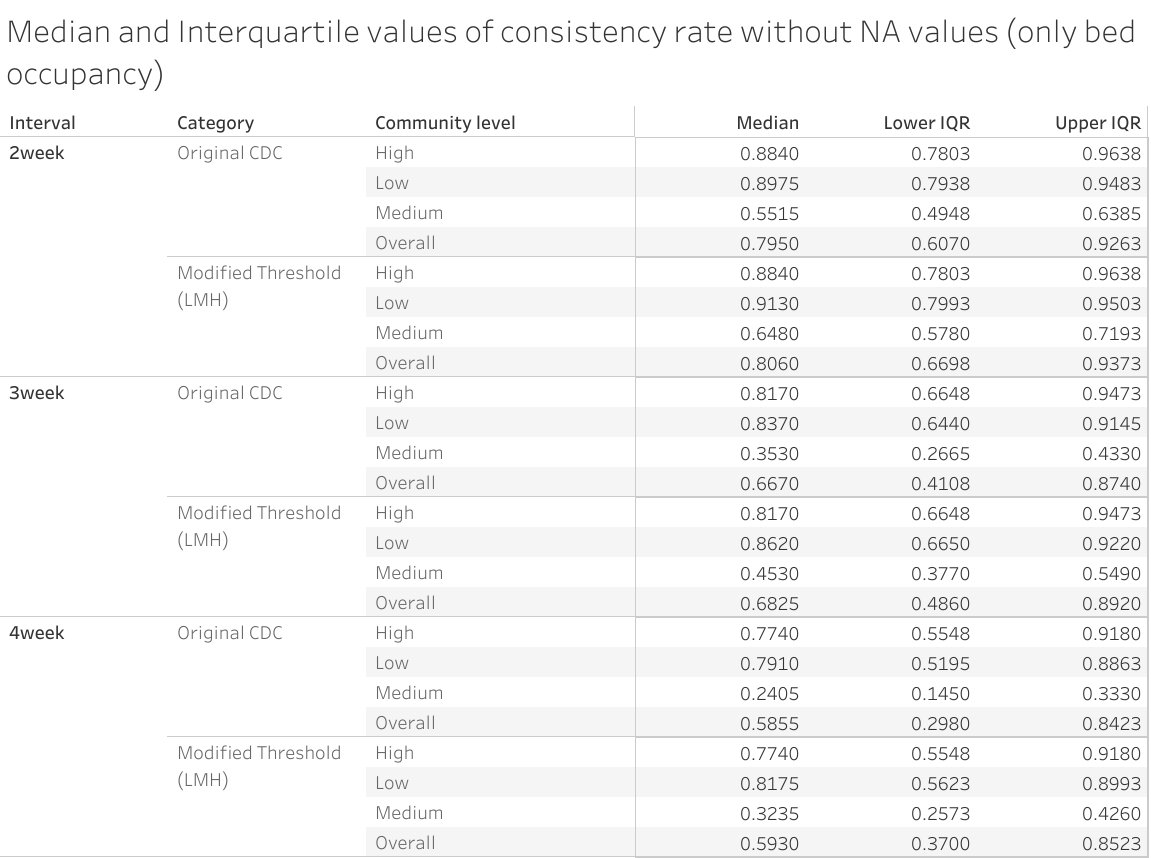 Median and Interquartile values of consistency rate without NA values (only bed
occupancy)
Interval Category Community level Median Lower IQR Upper IQR
2week Original CDC High 0.8840 0.7803 0.9638
Low 0.8975 0.7938 0.9483
Medium 0.5515 0.4948 0.6385
Overall 0.7950 0.6070 0.9263
Modified Threshold High 0.8840 0.7803 0.9638
(LMH) Low 0.9130 0.7993 0.9503
Medium 0.6480 0.5780 0.7193
Overall 0.8060 0.6698 0.9373
3week Original CDC High 0.8170 0.6648 0.9473
Low 0.8370 0.6440 0.9145
Medium 0.3530 0.2665 0.4330
Overall 0.6670 0.4108 0.8740
Modified Threshold High 0.8170 0.6648 0.9473
(LMH) Low 0.8620 0.6650 0.9220
Medium 0.4530 0.3770 0.5490
Overall 0.6825 0.4860 0.8920
4week Original CDC High 0.7740 0.5548 0.9180
Low 0.7910 0.5195 0.8863
Medium 0.2405 0.1450 0.3330
Overall 0.5855 0.2980 0.8423
Modified Threshold High 0.7740 0.5548 0.9180
(LMH) Low 0.8175 0.5623 0.8993
Medium 0.3235 0.2573 0.4260
Overall 0.5930 0.3700 0.8523